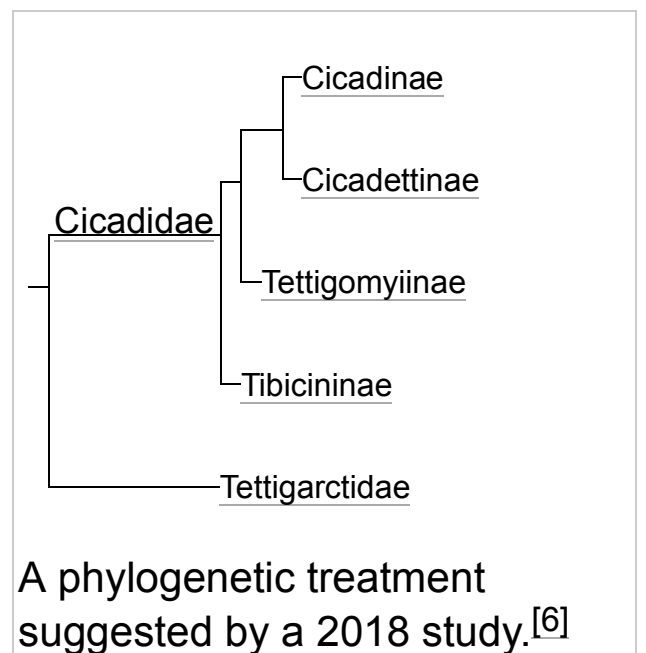 Cicadinae
Cicadettinae
Cicadidae
Tettigomyiinae
Tibicininae
Tettigarctidae
A phylogenetic treatment
suggested by a 2018 study.[6]